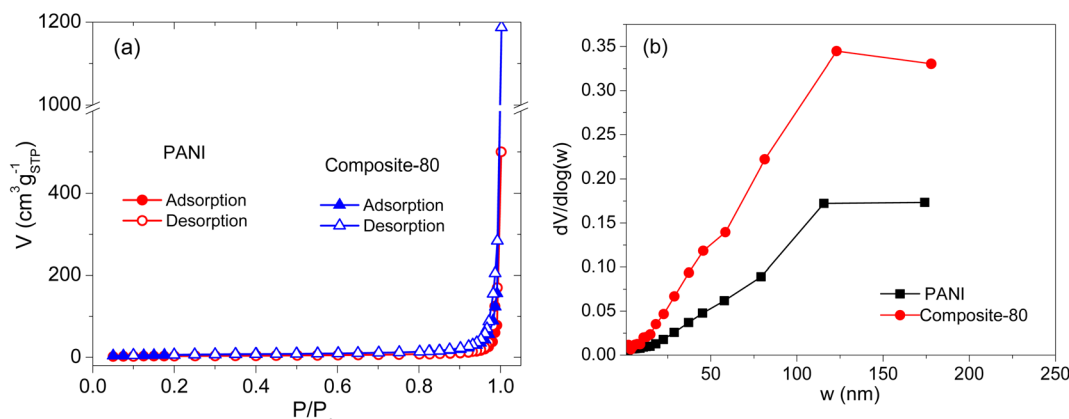 (a)
1200
1000
400
200
0
V (cm³g⁻¹STP)
PANI
Adsorption
Desorption
Composite-80
Adsorption
Desorption
0.0 0.2 0.4 0.6 0.8 1.0
P/P
(b)
0.35
0.30
0.25
0.20
0.15
0.10
0.05
0.00
dV/dlog(w)
PANI
Composite-80
50 100 150 200 250
w (nm)